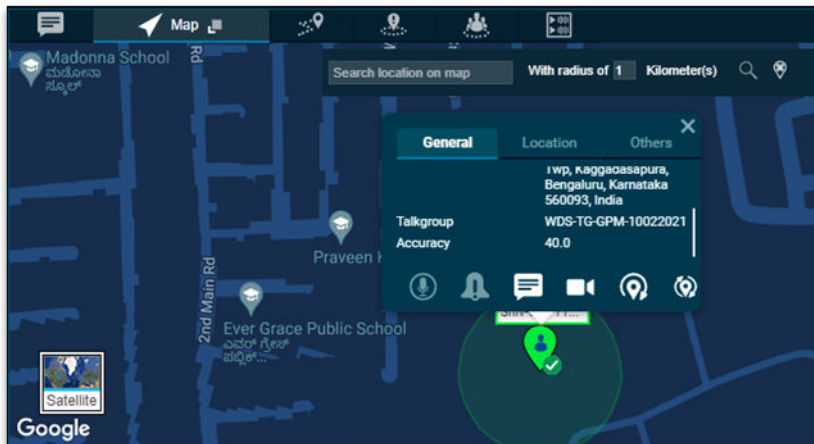 Map
Rd
Madonna School
ಮಡೋನಾ
ಸ್ಕೂಲ್
Search location on map
With radius of 1 Kilometer(s)
General
Location
Others
Twp, Kaggadasapura,
Bengaluru, Karnataka
560093, India
Talkgroup
WDS-TG-GPM-10022021
Accuracy
40.0
Praveen
2nd Main Rd
Ever Grace Public School
ಎವರ್ ಗ್ರೇಸ್
ಪಬ್ಲಿಕ್...
Satellite
Google